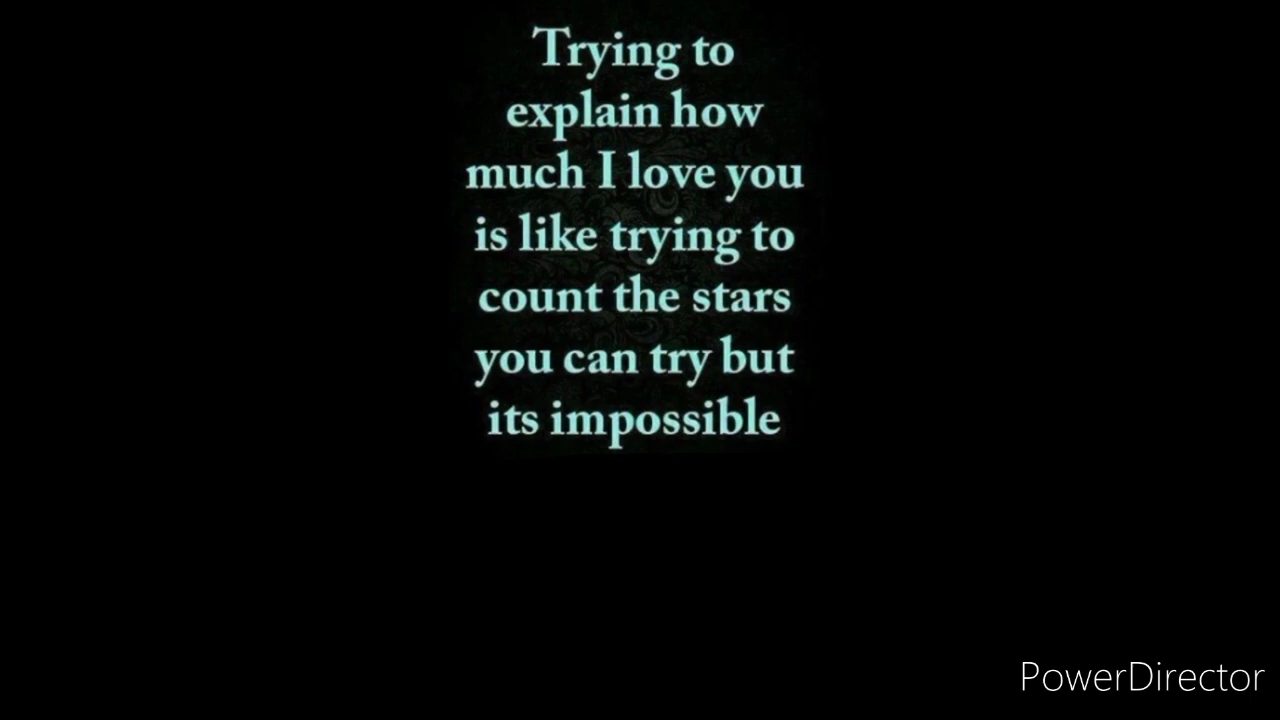 Trying to
explain how
much I love you
is like trying to
count the stars
you can try but
its impossible
PowerDirector